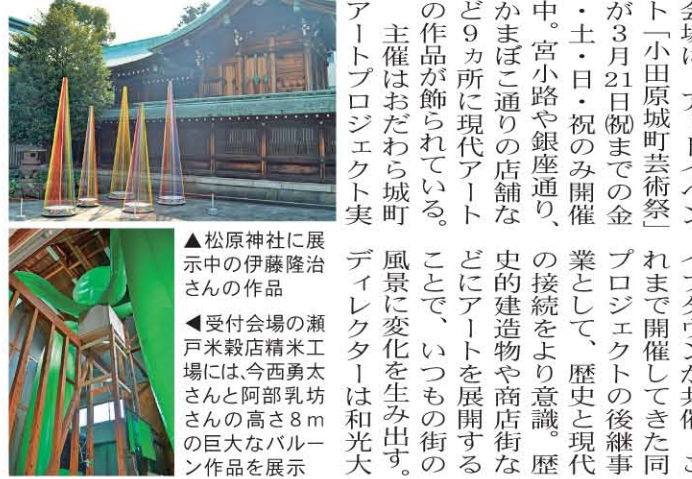 会場に、アートイベン
ト「小田原城町芸術祭」
が3月21日㈷までの金
・土・日・祝のみ開催
中。宮小路や銀座通り、
かまぼこ通りの店舗な
ど9ヵ所に現代アート
の作品が飾られている。
主催はおだわら城町
アートプロジェクト実
れまで開催してきた同
プロジェクトの後継事
業として、歴史と現代
の接続をより意識。歴
史的建造物や商店街な
どにアートを展開する
ことで、いつもの街の
風景に変化を生み出す。
ディレクターは和光大
▲松原神社に展
示中の伊藤隆治
さんの作品
◀受付会場の瀬
戸米穀店精米工
場には、今西勇太
さんと阿部乳坊
さんの高さ8m
の巨大なバルー
ン作品を展示